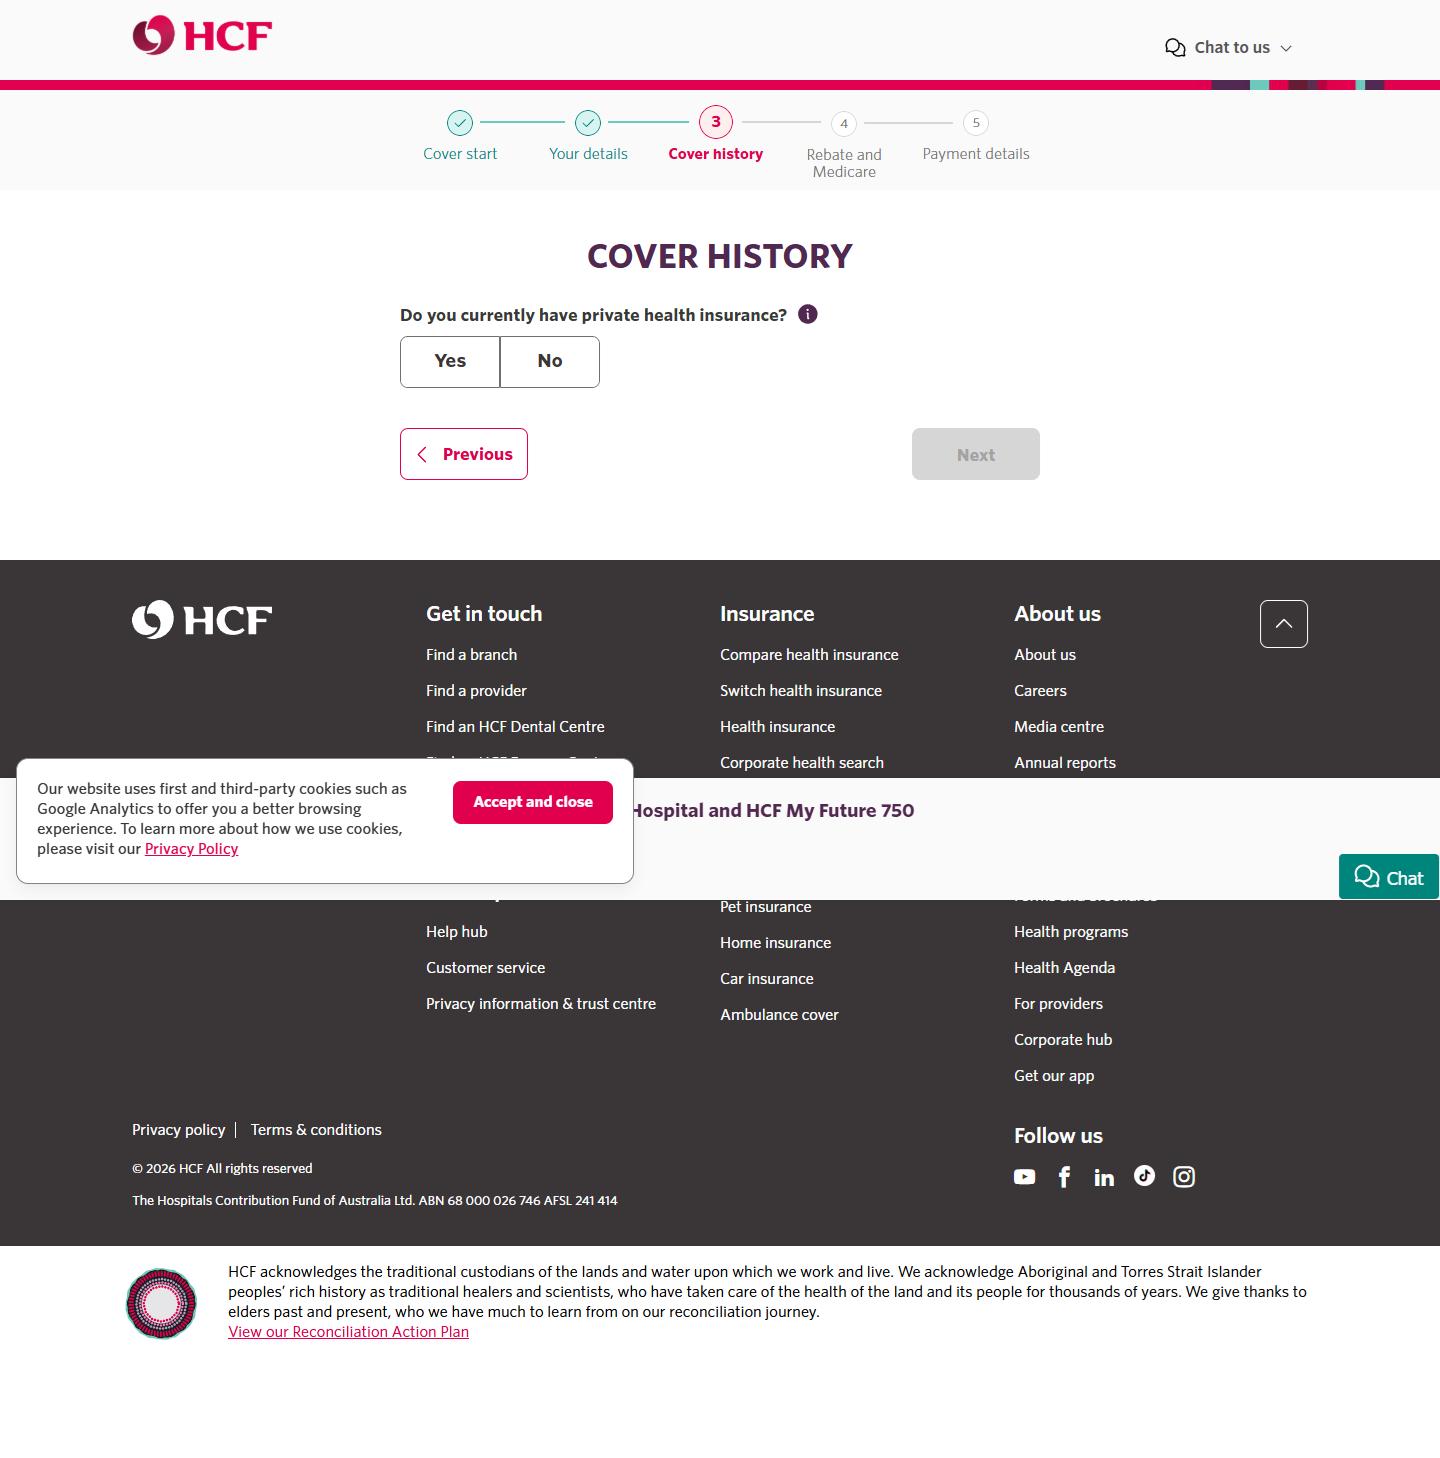 HCF
Chat to us
3
4
5
Cover start
Your details
Cover history
Rebate and
Medicare
Payment details
COVER HISTORY
Do you currently have private health insurance?
Yes
No
Previous
Next
HCF
Get in touch
Find a branch
Find a provider
Find an HCF Dental Centre
Insurance
Compare health insurance
Switch health insurance
Health insurance
Corporate health search
About us
About us
Careers
Media centre
Annual reports
Our website uses first and third-party cookies such as
Google Analytics to offer you a better browsing
experience. To learn more about how we use cookies,
please visit our Privacy Policy
Accept and close
Hospital and HCF My Future 750
Chat
Help hub
Customer service
Privacy information & trust centre
Pet insurance
Home insurance
Car insurance
Ambulance cover
Health programs
Health Agenda
For providers
Corporate hub
Get our app
Privacy policy
Terms & conditions
© 2026 HCF All rights reserved
The Hospitals Contribution Fund of Australia Ltd. ABN 68 000 026 746 AFSL 241 414
Follow us
HCF acknowledges the traditional custodians of the lands and water upon which we work and live. We acknowledge Aboriginal and Torres Strait Islander
peoples' rich history as traditional healers and scientists, who have taken care of the health of the land and its people for thousands of years. We give thanks to
elders past and present, who we have much to learn from on our reconciliation journey.
View our Reconciliation Action Plan